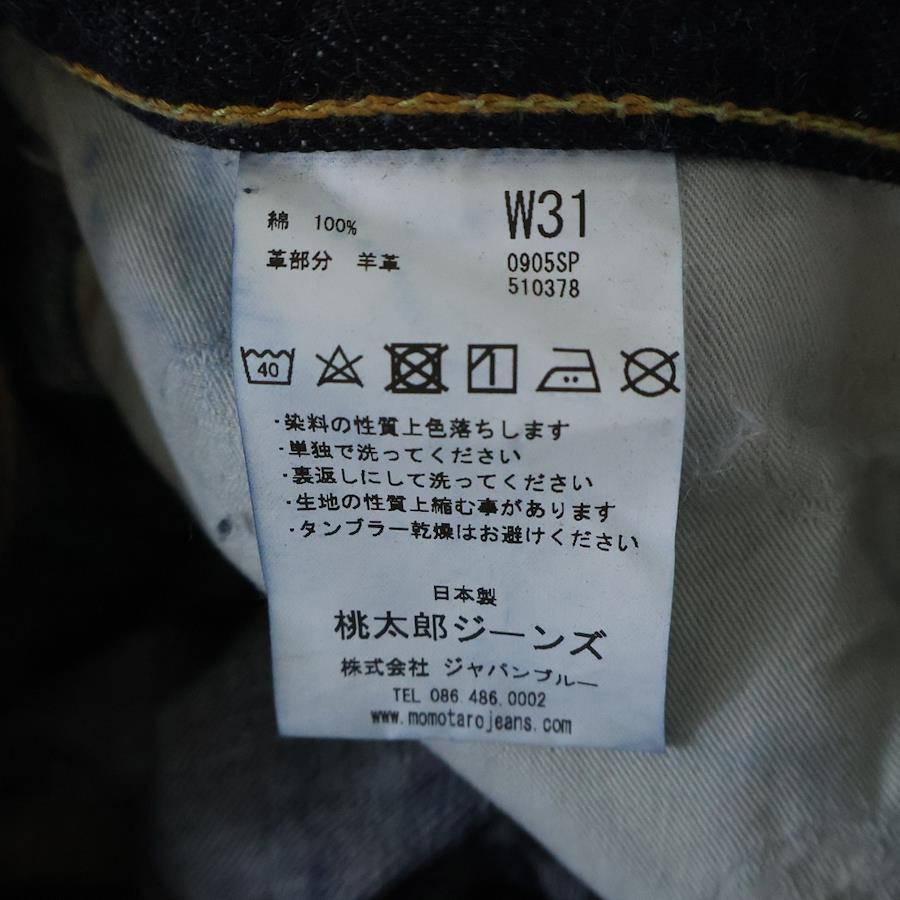 綿 100% W31
革部分 羊革 0905SP
510378
40
・染料の性質上色落ちします
・単独で洗ってください
・裏返しにして洗ってください
・生地の性質上縮む事があります
・タンブラー乾燥はお避けください
日本製
桃太郎ジーンズ
株式会社 ジャパンブルー
TEL 086.486.0002
www.momotarojeans.com